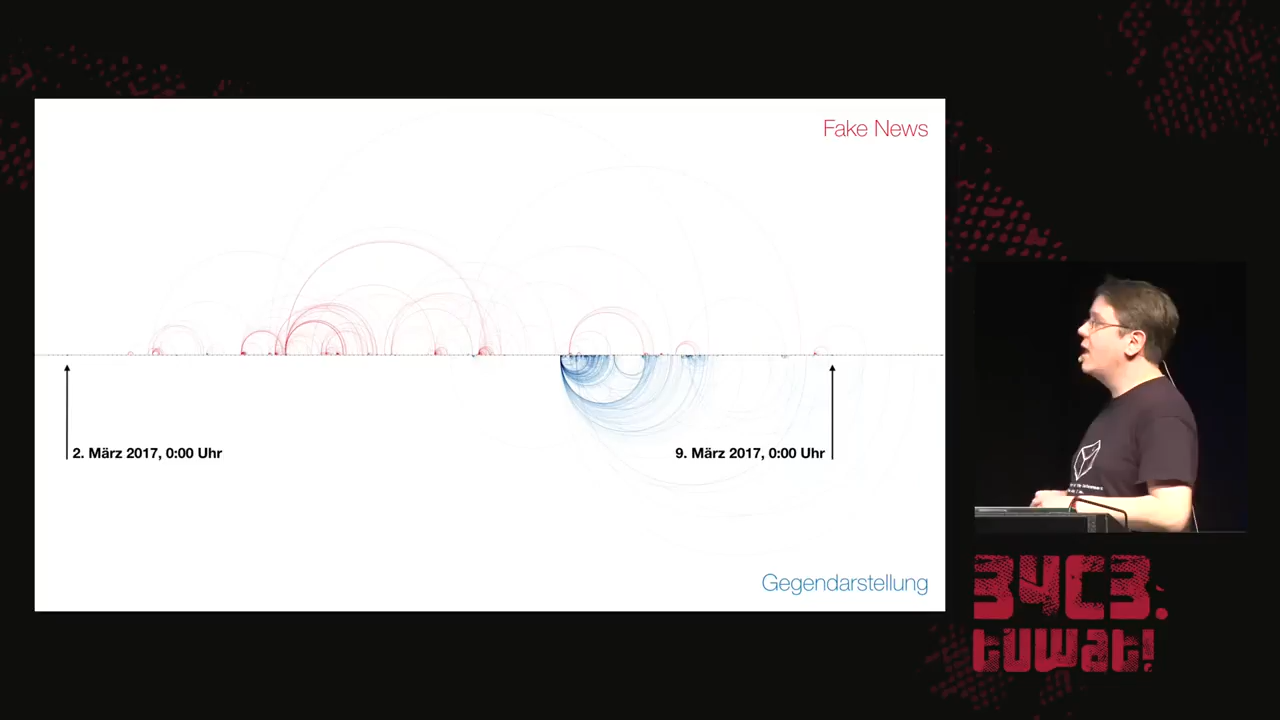 Fake News
2. März 2017, 0:00 Uhr
9. März 2017, 0:00 Uhr
Gegendarstellung
34C3.
tuwat!